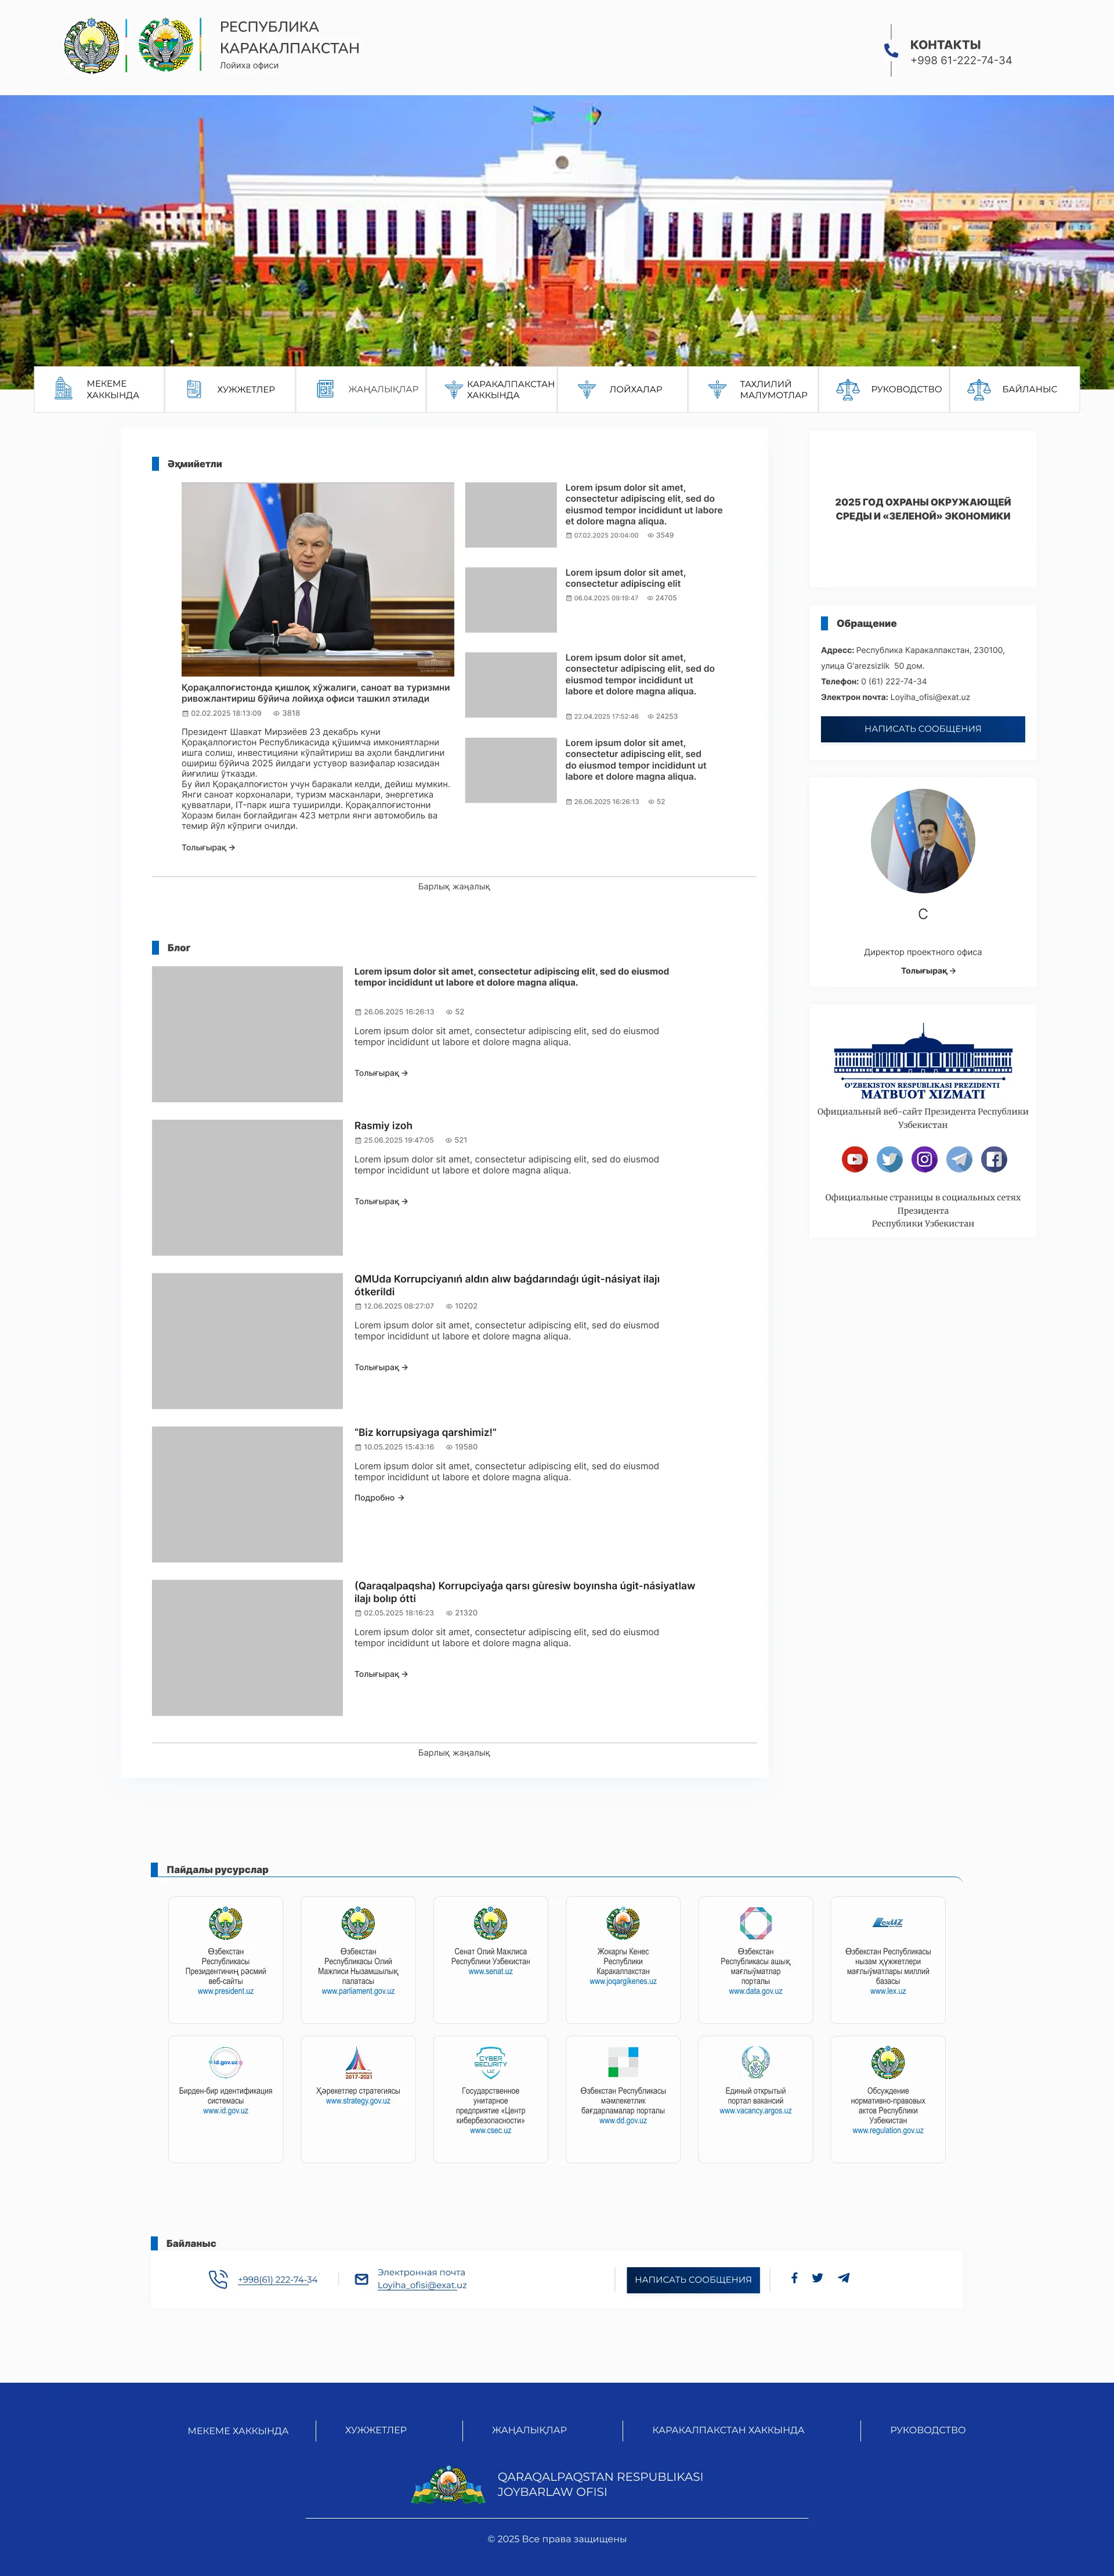 РЕСПУБЛИКА
КАРАКАЛПАКСТАН
Лойиха офиси
КОНТАКТЫ
+998 61-222-74-34
МЕКЕМЕ
ХАККЫНДА
ХУЖЖЕТЛЕР
ЖАҢАЛЫҚЛАР
КАРАКАЛПАКСТАН
ХАККЫНДА
ЛОЙХАЛАР
ТАХЛИЛИЙ
МАЛУМОТЛАР
РУКОВОДСТВО
БАЙЛАНЫС
Әҳмийетли
Қорақалпоғистонда қишлоқ хўжалиги, саноат ва туризмни
ривожлантириш бўйича лойиҳа офиси ташкил этилади
02.02.2025 18:13:09 3818
Президент Шавкат Мирзиёев 23 декабрь куни
Қорақалпоғистон Республикасида қўшимча имкониятларни
ишга солиш, инвестицияни кўпайтириш ва аҳоли бандлигини
ошириш бўйича 2025 йилдаги устувор вазифалар юзасидан
йиғилиш ўтказди.
Бу йил Қорақалпоғистон учун баракали келди, дейиш мумкин.
Янги саноат корхоналари, туризм масканлари, энергетика
қувватлари, IT-парк ишга туширилди. Қорақалпоғистонни
Хоразм билан боғлайдиган 423 метрли янги автомобиль ва
темир йўл кўприги очилди.
Толығырақ →
Lorem ipsum dolor sit amet,
consectetur adipiscing elit, sed do
eiusmod tempor incididunt ut labore
et dolore magna aliqua.
07.02.2025 20:04:00 3549
Lorem ipsum dolor sit amet,
consectetur adipiscing elit
06.04.2025 09:19:47 24705
Lorem ipsum dolor sit amet,
consectetur adipiscing elit, sed do
eiusmod tempor incididunt ut
labore et dolore magna aliqua.
22.04.2025 17:52:46 24253
Lorem ipsum dolor sit amet,
consectetur adipiscing elit, sed
do eiusmod tempor incididunt ut
labore et dolore magna aliqua.
26.06.2025 16:26:13 52
Барлық жаңалық
2025 ГОД ОХРАНЫ ОКРУЖАЮЩЕЙ
СРЕДЫ И «ЗЕЛЕНОЙ» ЭКОНОМИКИ
Обращение
Адресс: Республика Каракалпакстан, 230100,
улица G'arezsizlik 50 дом.
Телефон: 0 (61) 222-74-34
Электрон почта: Loyiha_ofisi@exat.uz
НАПИСАТЬ СООБЩЕНИЯ
С
Директор проектного офиса
Толығырақ →
O'ZBEKISTON RESPUBLIKASI PREZIDENTI
MATBUOT XIZMATI
Официальный веб-сайт Президента Республики
Узбекистан
Официальные страницы в социальных сетях
Президента
Республики Узбекистан
Блог
Lorem ipsum dolor sit amet, consectetur adipiscing elit, sed do eiusmod
tempor incididunt ut labore et dolore magna aliqua.
26.06.2025 16:26:13 52
Lorem ipsum dolor sit amet, consectetur adipiscing elit, sed do eiusmod
tempor incididunt ut labore et dolore magna aliqua.
Толығырақ →
Rasmiy izoh
25.06.2025 19:47:05 521
Lorem ipsum dolor sit amet, consectetur adipiscing elit, sed do eiusmod
tempor incididunt ut labore et dolore magna aliqua.
Толығырақ →
QMUda Korrupciyanıń aldın alıw baǵdarındaǵı úgit-násiyat ilajı
ótkerildi
12.06.2025 08:27:07 10202
Lorem ipsum dolor sit amet, consectetur adipiscing elit, sed do eiusmod
tempor incididunt ut labore et dolore magna aliqua.
Толығырақ →
“Biz korrupsiyaga qarshimiz!”
10.05.2025 15:43:16 19580
Lorem ipsum dolor sit amet, consectetur adipiscing elit, sed do eiusmod
tempor incididunt ut labore et dolore magna aliqua.
Подробно →
(Qaraqalpaqsha) Korrupciyaģa qarsı gùresiw boyınsha úgit-násiyatlaw
ilajı bolıp ótti
02.05.2025 18:16:23 21320
Lorem ipsum dolor sit amet, consectetur adipiscing elit, sed do eiusmod
tempor incididunt ut labore et dolore magna aliqua.
Толығырақ →
Барлық жаңалық
Пайдалы русурслар
Өзбекстан
Республикасы
Президентиниң рәсмий
веб-сайты
www.president.uz
Өзбекстан
Республикасы Олий
Мажлиси Нызамшылық
палатасы
www.parliament.gov.uz
Сенат Олий Мажлиса
Республики Узбекистан
www.senat.uz
Жокаргы Кенес
Республики
Каракалпакстан
www.joqargikenes.uz
Өзбекстан
Республикасы ашық
мағлыўматлар
порталы
www.data.gov.uz
LexUZ
Өзбекстан Республикасы
нызам ҳүжжетлери
мағлыўматлары миллий
базасы
www.lex.uz
id.gov.uz
Бирден-бир идентификация
системасы
www.id.gov.uz
2017-2021
Ҳәрекетлер стратегиясы
www.strategy.gov.uz
CYBER
SECURITY
UZ
Государственное
унитарное
предприятие «Центр
кибербезопасности»
www.csec.uz
Өзбекстан Республикасы
мәмлекетлик
бағдарламалар порталы
www.dd.gov.uz
Единый открытый
портал вакансий
www.vacancy.argos.uz
Обсуждение
нормативно-правовых
актов Республики
Узбекистан
www.regulation.gov.uz
Байланыс
+998(61) 222-74-34
Электронная почта
Loyiha_ofisi@exat.uz
НАПИСАТЬ СООБЩЕНИЯ
МЕКЕМЕ ХАККЫНДА
ХУЖЖЕТЛЕР
ЖАҢАЛЫҚЛАР
КАРАКАЛПАКСТАН ХАККЫНДА
РУКОВОДСТВО
QARAQALPAQSTAN RESPUBLIKASI
JOYBARLAW OFISI
© 2025 Все права защищены